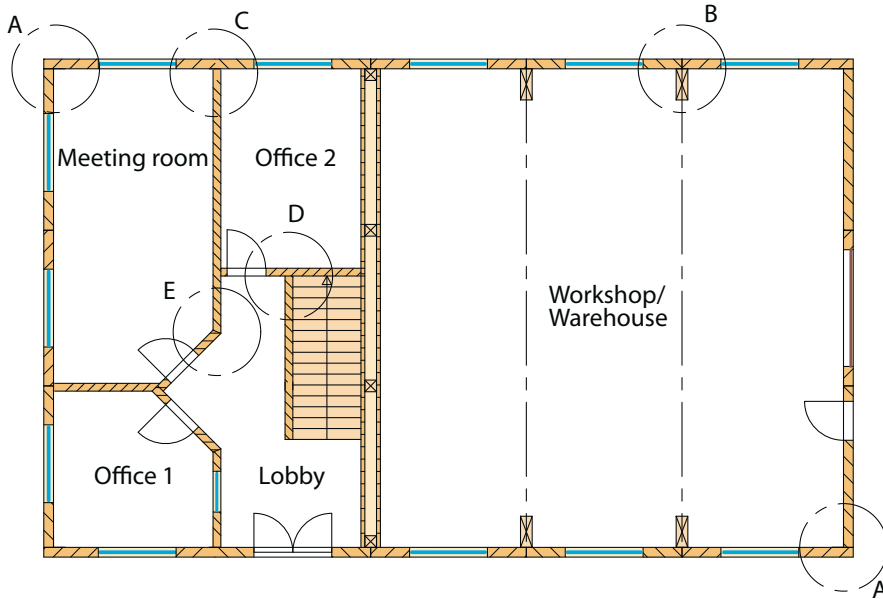 A
C
B
Meeting room
Office 2
D
E
Workshop/
Warehouse
Office 1
Lobby
A